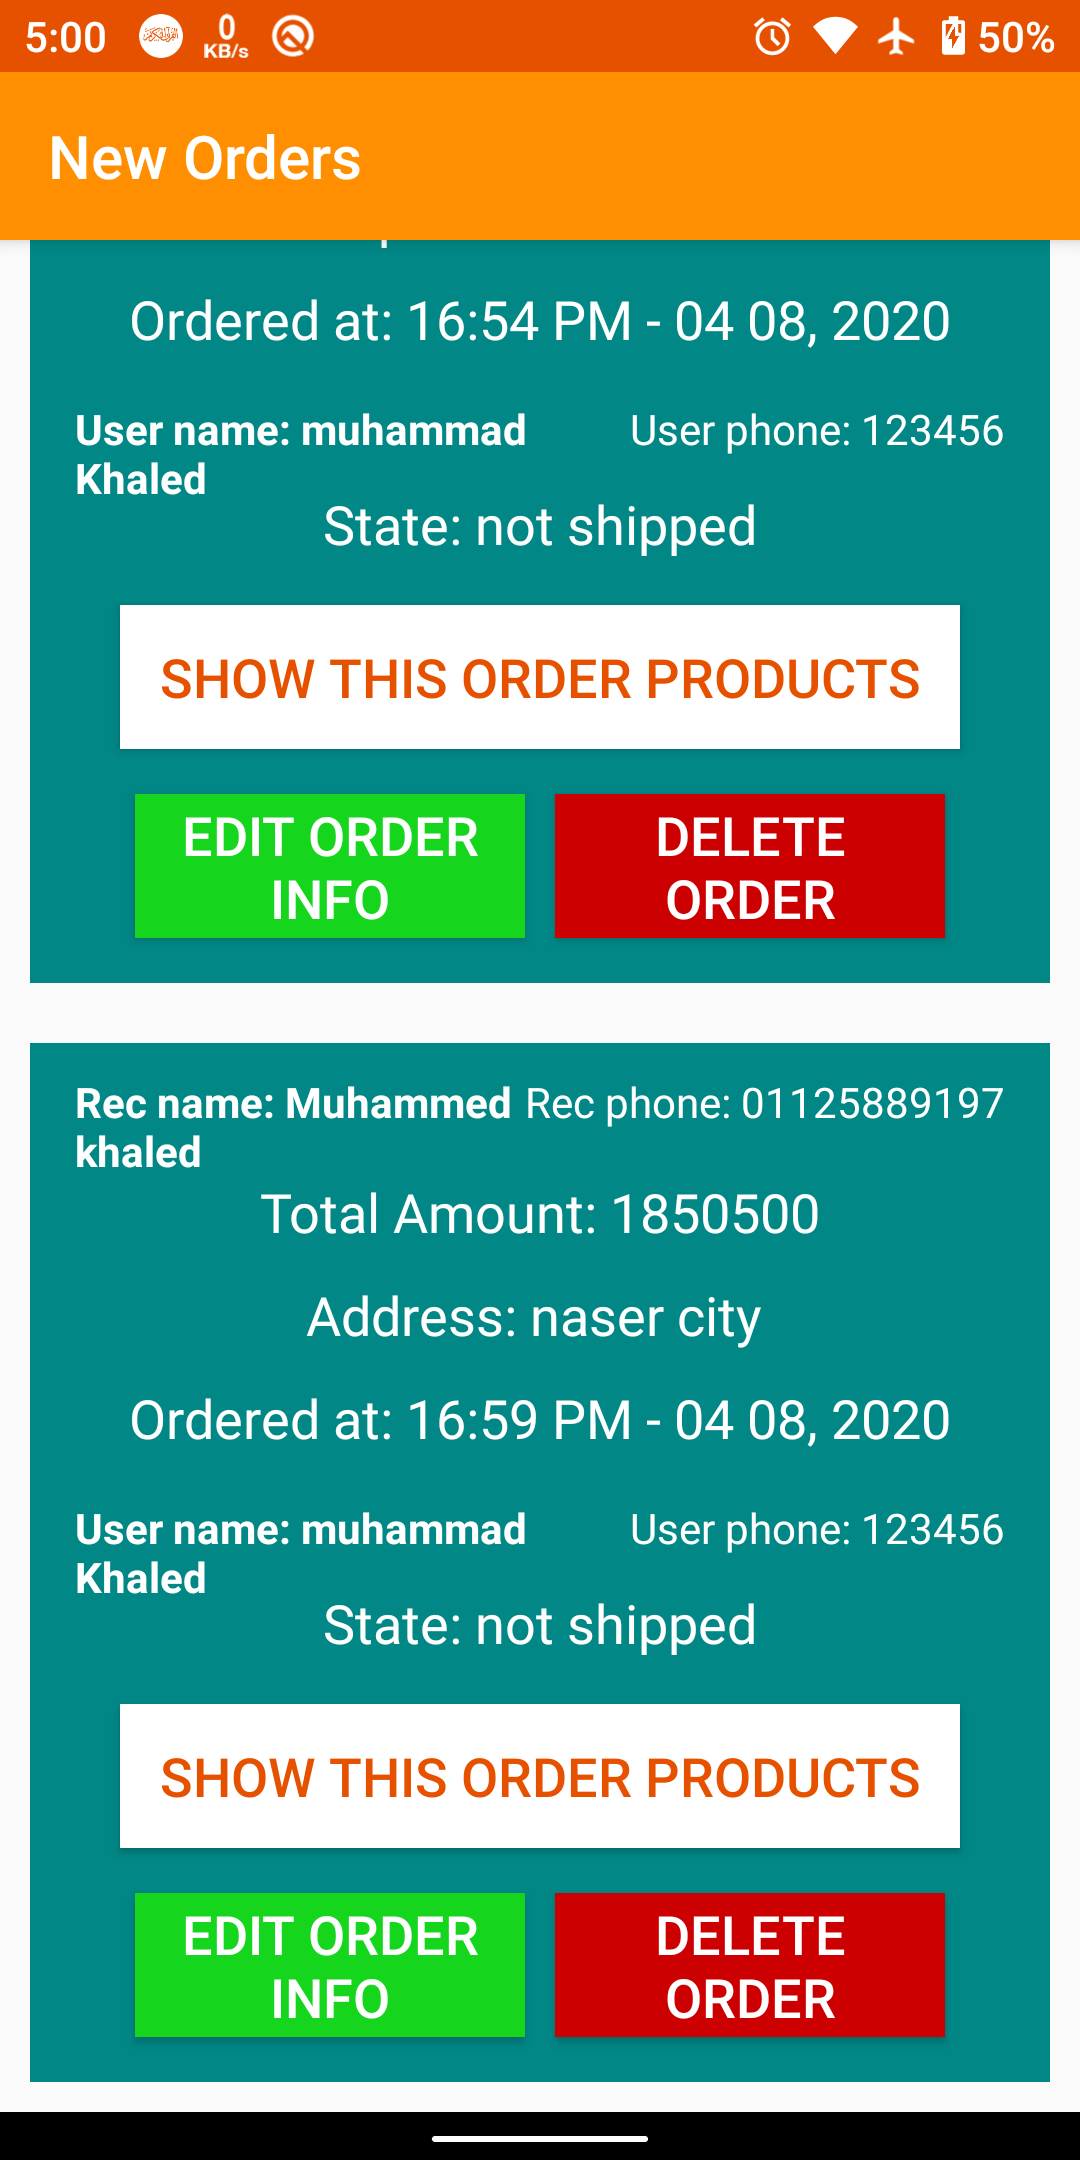 5:00
0
KB/s
50%
New Orders
Ordered at: 16:54 PM - 04 08, 2020
User name: muhammad
Khaled
User phone: 123456
State: not shipped
SHOW THIS ORDER PRODUCTS
EDIT ORDER
INFO
DELETE
ORDER
Rec name: Muhammed
khaled
Rec phone: 01125889197
Total Amount: 1850500
Address: naser city
Ordered at: 16:59 PM - 04 08, 2020
User name: muhammad
Khaled
User phone: 123456
State: not shipped
SHOW THIS ORDER PRODUCTS
EDIT ORDER
INFO
DELETE
ORDER